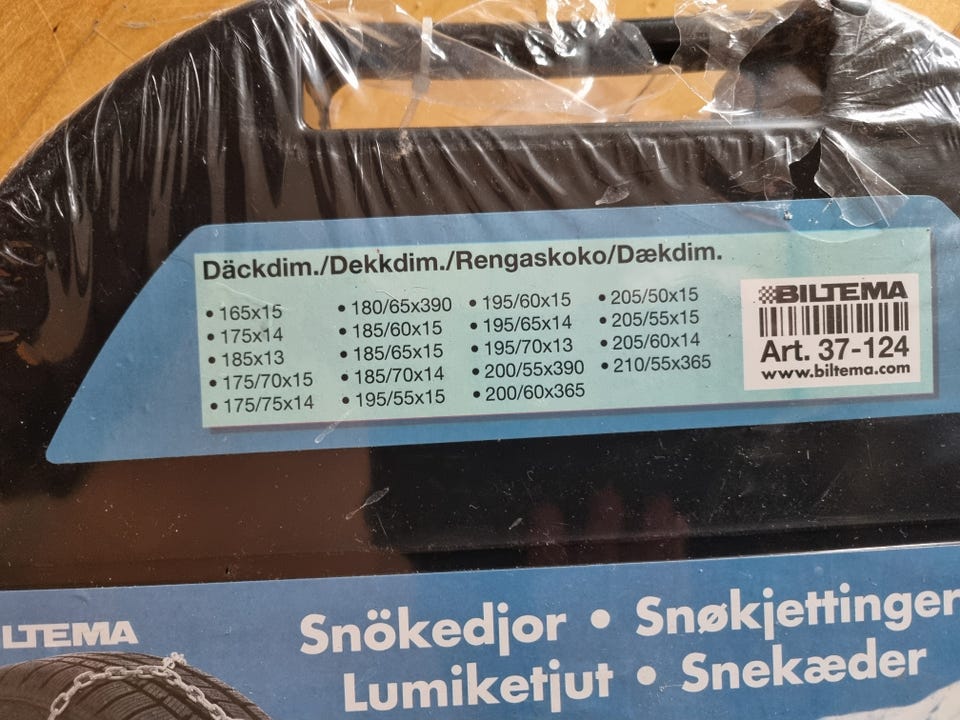 Däckdim./Dekkdim./Rengaskoko/Dækdim.
• 165x15
• 175x14
• 185x13
• 175/70x15
• 175/75x14
• 180/65x390
• 185/60x15
• 185/65x15
• 185/70x14
• 195/55x15
• 195/60x15
• 195/65x14
• 195/70x13
• 200/55x390
• 200/60x365
• 205/50x15
• 205/55x15
• 205/60x14
• 210/55x365
BILTEMA
Art. 37-124
www.biltema.com
LTEMA
Snökedjor • Snøkjettinger
Lumiketjut • Snekæder